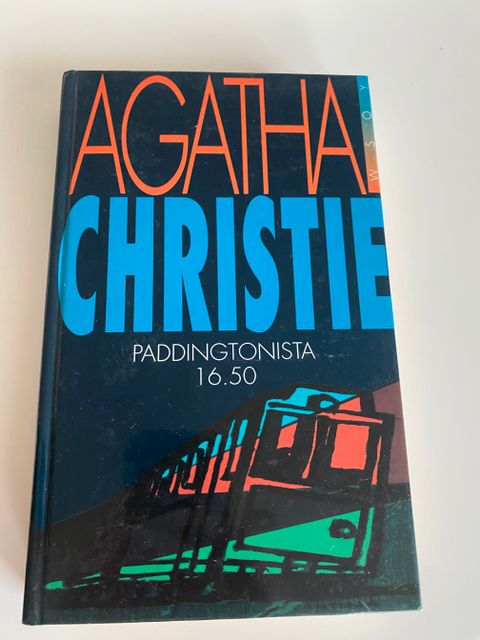 AGATHA
CHRISTIE
PADDINGTONISTA
16.50
WSOY